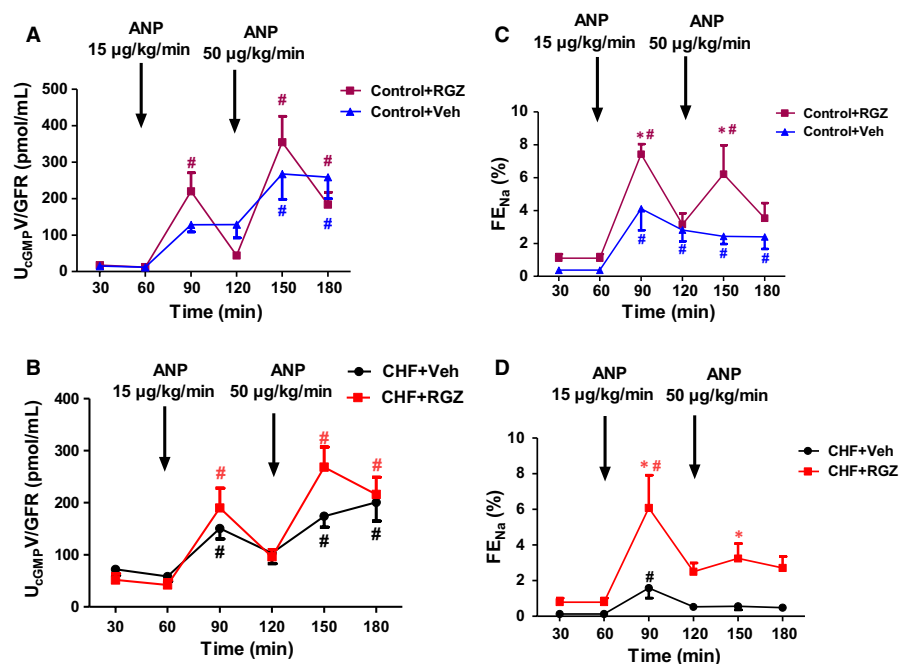 A
ANP
15 µg/kg/min
ANP
50 µg/kg/min
Control+RGZ
Control+Veh
U_cGMP V/GFR (pmol/mL)
500
400
300
200
100
0
# # #
# #
30 60 90 120 150 180
Time (min)
C
ANP
15 µg/kg/min
ANP
50 µg/kg/min
Control+RGZ
Control+Veh
FE_Na (%)
10
8
6
4
2
0
*# *#
# # # #
30 60 90 120 150 180
Time (min)
B
ANP
15 µg/kg/min
ANP
50 µg/kg/min
CHF+Veh
CHF+RGZ
U_cGMP V/GFR (pmol/mL)
400
300
200
100
0
# # #
# # #
30 60 90 120 150 180
Time (min)
D
ANP
15 µg/kg/min
ANP
50 µg/kg/min
CHF+Veh
CHF+RGZ
FE_Na (%)
10
8
6
4
2
0
*# *
#
30 60 90 120 150 180
Time (min)